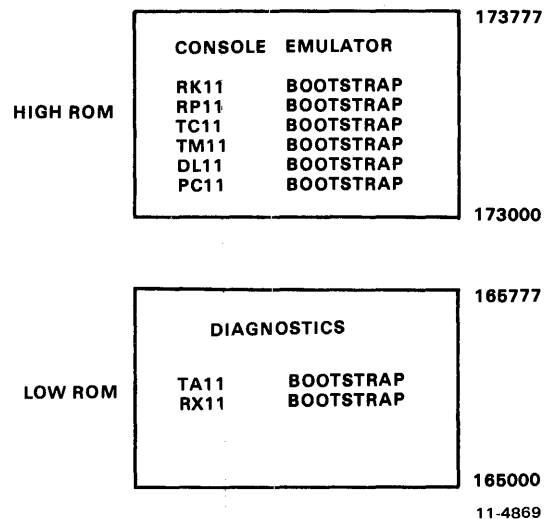 173777
CONSOLE EMULATOR
RK11 BOOTSTRAP
RP11 BOOTSTRAP
HIGH ROM
TC11 BOOTSTRAP
TM11 BOOTSTRAP
DL11 BOOTSTRAP
PC11 BOOTSTRAP
173000
165777
DIAGNOSTICS
TA11 BOOTSTRAP
LOW ROM
RX11 BOOTSTRAP
165000
11-4869